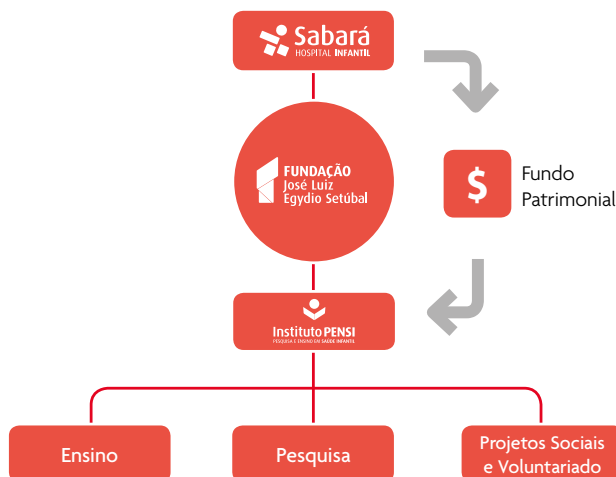 Sabará
HOSPITAL INFANTIL
FUNDAÇÃO
José Luiz
Egydio Setúbal
$
Fundo
Patrimonial
Instituto PENSI
PESQUISA E ENSINO EM SAÚDE INFANTIL
Ensino
Pesquisa
Projetos Sociais
e Voluntariado